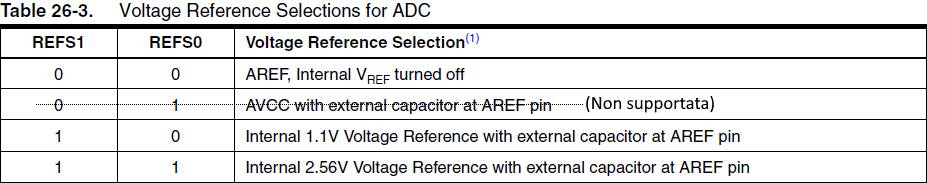 Table 26-3. Voltage Reference Selections for ADC
REFS1 REFS0 Voltage Reference Selection(1)
0 0 AREF, Internal VREF turned off
0 1 AVCC with external capacitor at AREF pin (Non supportata)
1 0 Internal 1.1V Voltage Reference with external capacitor at AREF pin
1 1 Internal 2.56V Voltage Reference with external capacitor at AREF pin